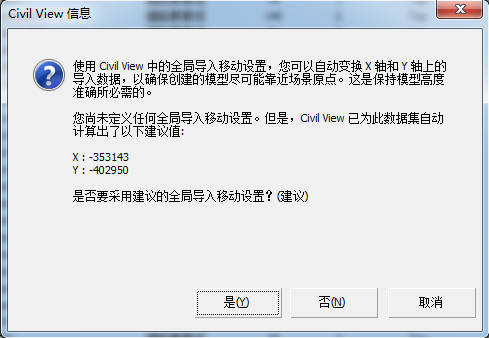 Civil View 信息
使用 Civil View 中的全局导入移动设置，您可以自动变换 X 轴和 Y 轴上的
导入数据，以确保创建的模型尽可能靠近场景原点。这是保持模型高度
准确所必需的。
您尚未定义任何全局导入移动设置。但是，Civil View 已为此数据集自动
计算出了以下建议值:
X : -353143
Y : -402950
是否要采用建议的全局导入移动设置? (建议)
是(Y)
否(N)
取消